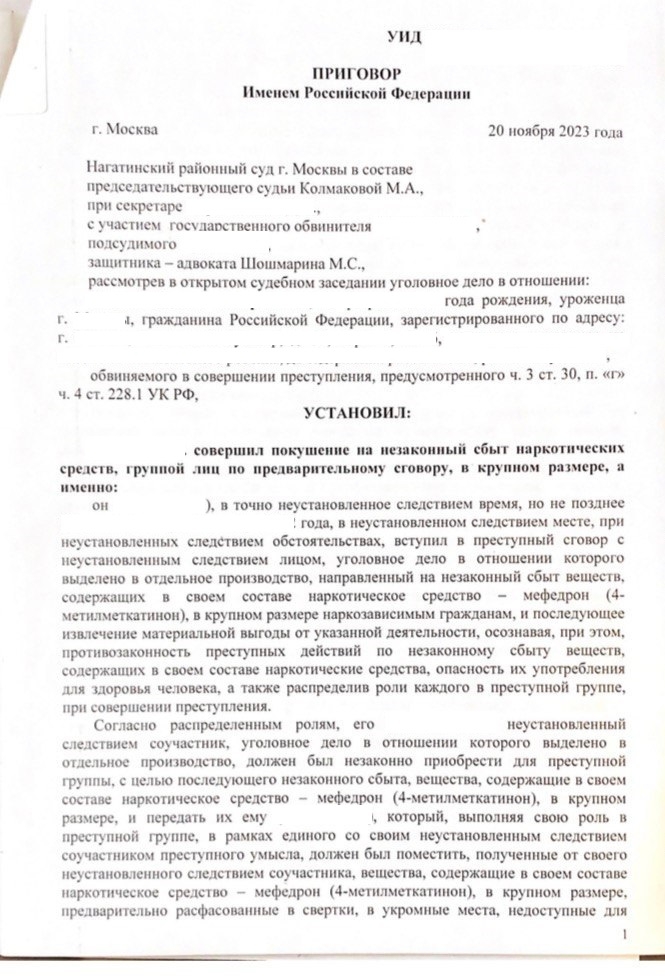 УИД
ПРИГОВОР
Именем Российской Федерации
г. Москва 20 ноября 2023 года
Нагатинский районный суд г. Москвы в составе
председательствующего судьи Колмаковой М.А.,
при секретаре .,
с участием государственного обвинителя ,
подсудимого ,
защитника – адвоката Шошмарина М.С.,
рассмотрев в открытом судебном заседании уголовное дело в отношении:
года рождения, уроженца
г. ы, гражданина Российской Федерации, зарегистрированного по адресу:
г. ,
,
обвиняемого в совершении преступления, предусмотренного ч. 3 ст. 30, п. «г»
ч. 4 ст. 228.1 УК РФ,
УСТАНОВИЛ:
. совершил покушение на незаконный сбыт наркотических
средств, группой лиц по предварительному сговору, в крупном размере, а
именно:
он ), в точно неустановленное следствием время, но не позднее
года, в неустановленном следствием месте, при
неустановленных следствием обстоятельствах, вступил в преступный сговор с
неустановленным следствием лицом, уголовное дело в отношении которого
выделено в отдельное производство, направленный на незаконный сбыт веществ,
содержащих в своем составе наркотическое средство – мефедрон (4-
метилметкатинон), в крупном размере наркозависимым гражданам, и последующее
извлечение материальной выгоды от указанной деятельности, осознавая, при этом,
противозаконность преступных действий по незаконному сбыту веществ,
содержащих в своем составе наркотические средства, опасность их употребления
для здоровья человека, а также распределив роли каждого в преступной группе,
при совершении преступления.
Согласно распределенным ролям, его неустановленный
следствием соучастник, уголовное дело в отношении которого выделено в
отдельное производство, должен был незаконно приобрести для преступной
группы, с целью последующего незаконного сбыта, вещества, содержащие в своем
составе наркотическое средство – мефедрон (4-метилметкатинон), в крупном
размере, и передать их ему , который, выполняя свою роль в
преступной группе, в рамках единого со своим неустановленным следствием
соучастником преступного умысла, должен был поместить, полученные от своего
неустановленного следствием соучастника, вещества, содержащие в своем составе
наркотическое средство – мефедрон (4-метилметкатинон), в крупном размере,
предварительно расфасованные в свертки, в укромные места, недоступные для
1